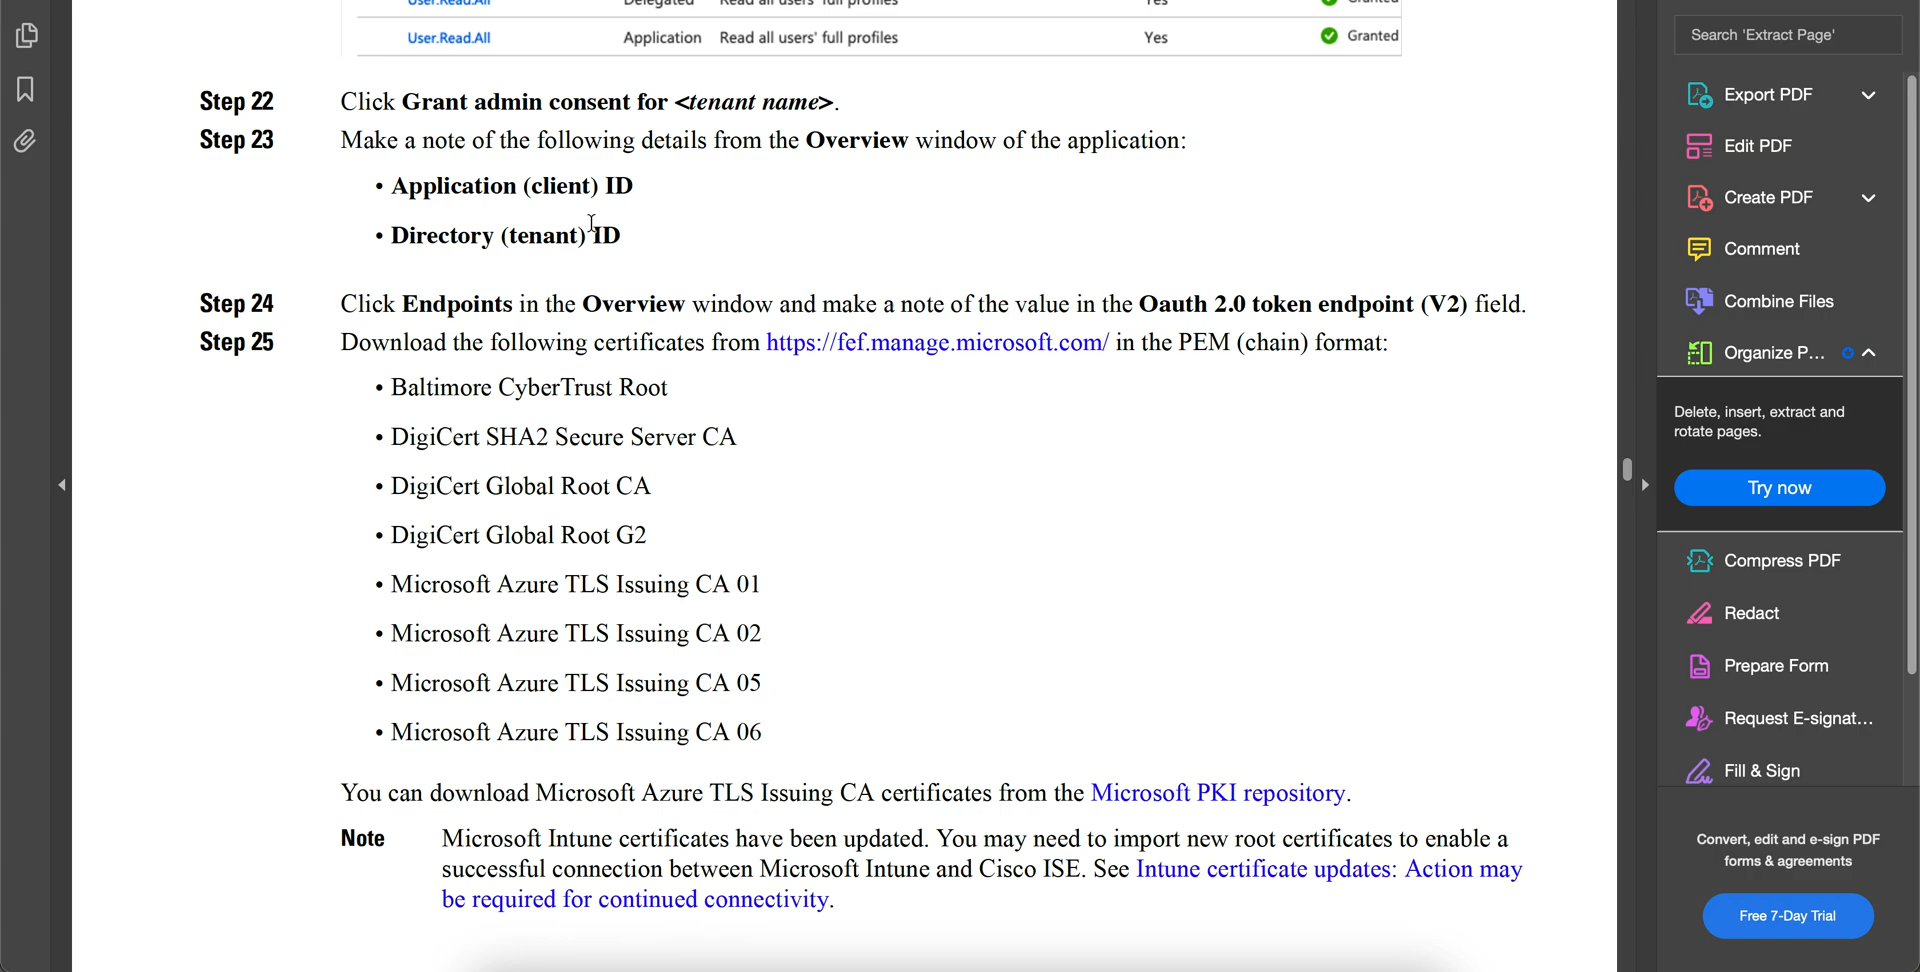 User.Read.All Delegated Read all users' full profiles Yes Granted
User.Read.All Application Read all users' full profiles Yes Granted
Step 22 Click Grant admin consent for <tenant name>.
Step 23 Make a note of the following details from the Overview window of the application:
• Application (client) ID
• Directory (tenant) ID
Step 24 Click Endpoints in the Overview window and make a note of the value in the Oauth 2.0 token endpoint (V2) field.
Step 25 Download the following certificates from https://fef.manage.microsoft.com/ in the PEM (chain) format:
• Baltimore CyberTrust Root
• DigiCert SHA2 Secure Server CA
• DigiCert Global Root CA
• DigiCert Global Root G2
• Microsoft Azure TLS Issuing CA 01
• Microsoft Azure TLS Issuing CA 02
• Microsoft Azure TLS Issuing CA 05
• Microsoft Azure TLS Issuing CA 06
You can download Microsoft Azure TLS Issuing CA certificates from the Microsoft PKI repository.
Note Microsoft Intune certificates have been updated. You may need to import new root certificates to enable a
successful connection between Microsoft Intune and Cisco ISE. See Intune certificate updates: Action may
be required for continued connectivity.
Search 'Extract Page'
Export PDF
Edit PDF
Create PDF
Comment
Combine Files
Organize P...
Delete, insert, extract and
rotate pages.
Try now
Compress PDF
Redact
Prepare Form
Request E-signat...
Fill & Sign
Convert, edit and e-sign PDF
forms & agreements
Free 7-Day Trial